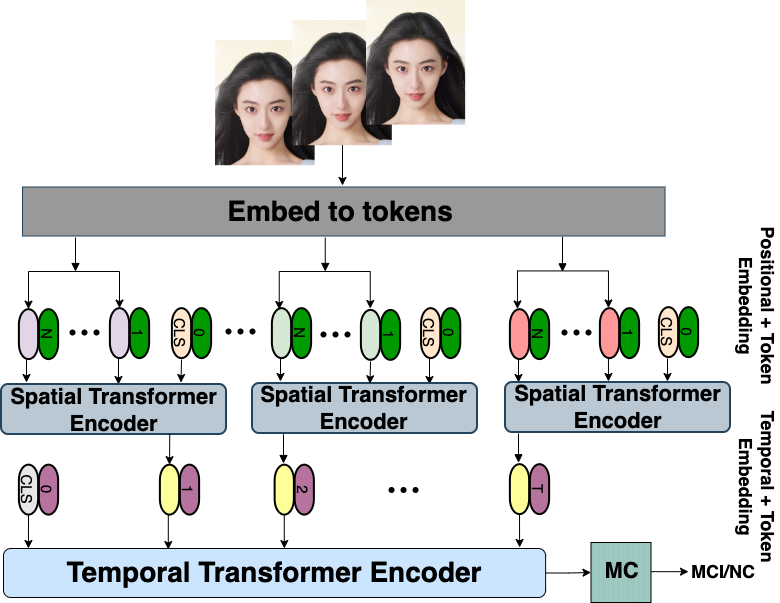 Embed to tokens
Positional + Token
Embedding
N
1
CLS
0
N
1
CLS
0
N
1
CLS
0
Spatial Transformer
Encoder
Spatial Transformer
Encoder
Spatial Transformer
Encoder
Temporal + Token
Embedding
CLS
0
1
2
T
Temporal Transformer Encoder
MC
MCI/NC